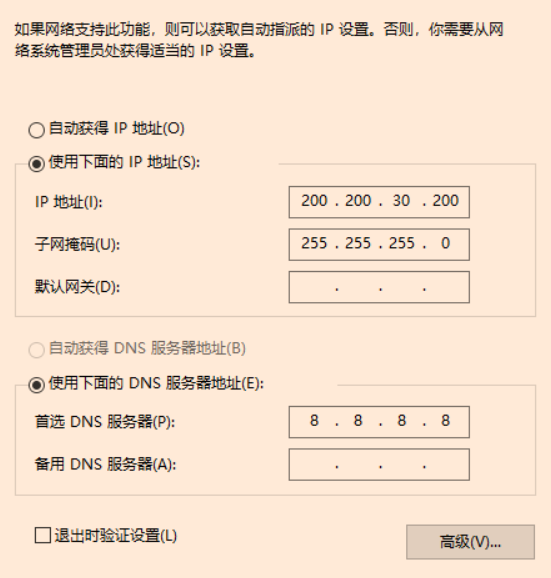 如果网络支持此功能，则可以获取自动指派的 IP 设置。否则，你需要从网
络系统管理员处获得适当的 IP 设置。
自动获得 IP 地址(O)
使用下面的 IP 地址(S):
IP 地址(I): 200 . 200 . 30 . 200
子网掩码(U): 255 . 255 . 255 . 0
默认网关(D): . . .
自动获得 DNS 服务器地址(B)
使用下面的 DNS 服务器地址(E):
首选 DNS 服务器(P): 8 . 8 . 8 . 8
备用 DNS 服务器(A): . . .
退出时验证设置(L) 高级(V)...